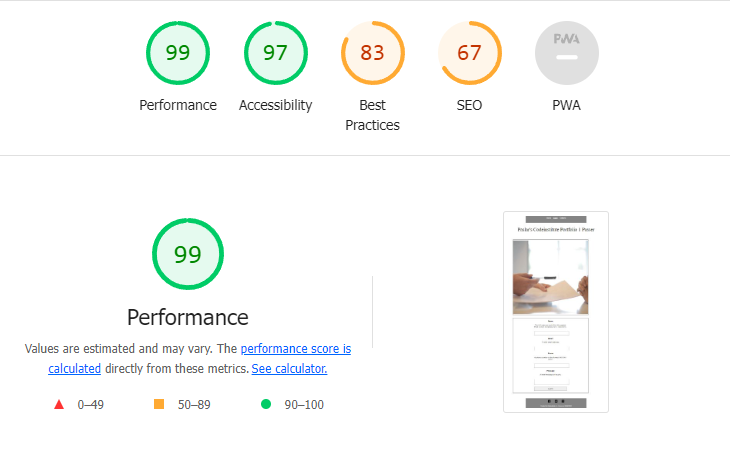 99
97
83
67
PWA
Performance
Accessibility
Best
Practices
SEO
PWA
99
Performance
Values are estimated and may vary. The performance score is
calculated directly from these metrics. See calculator.
0–49
50–89
90–100